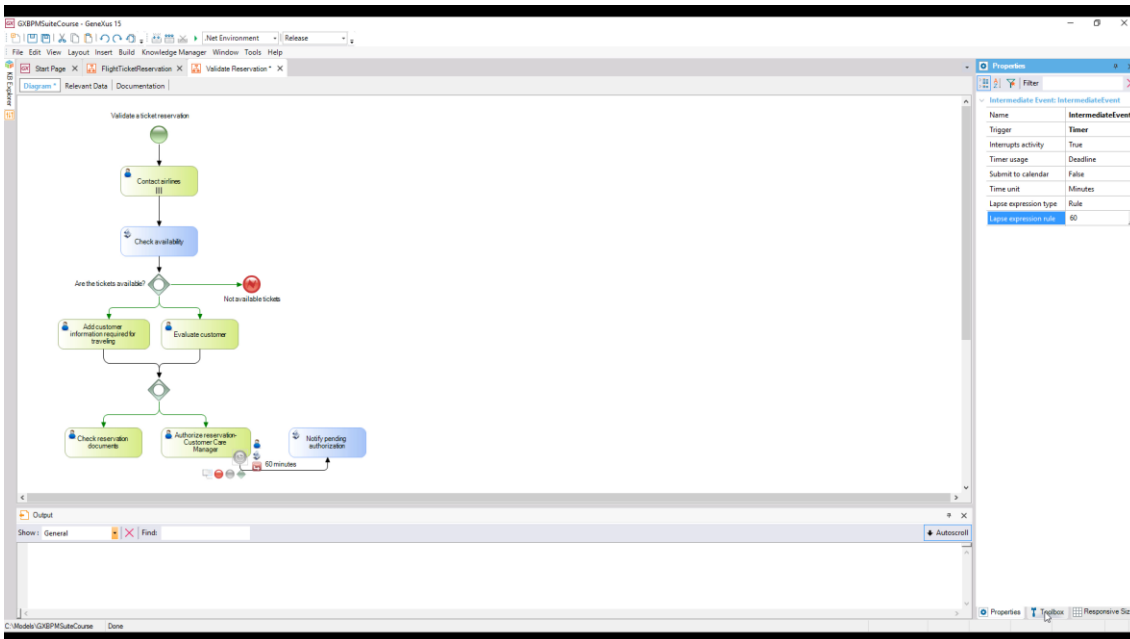 GXBPMSuiteCourse - GeneXus 15
.Net Environment Release
File Edit View Layout Insert Build Knowledge Manager Window Tools Help
Start Page FlightTicketReservation Validate Reservation *
Diagram * Relevant Data Documentation
KB Explorer
Validate a ticket reservation
Contact airlines
Check availability
Are the tickets available?
Not available tickets
Add customer
information required for
traveling
Evaluate customer
Check reservation
documents
Authorize reservation-
Customer Care
Manager
Notify pending
authorization
60 minutes
Properties
Filter
Intermediate Event: IntermediateEvent
Name IntermediateEvent
Trigger Timer
Interrupts activity True
Timer usage Deadline
Submit to calendar False
Time unit Minutes
Lapse expression type Rule
Lapse expression rule 60
Output
Show: General Find: Autoscroll
Properties Toolbox Responsive Siz
C:\Models\GXBPMSuiteCourse Done